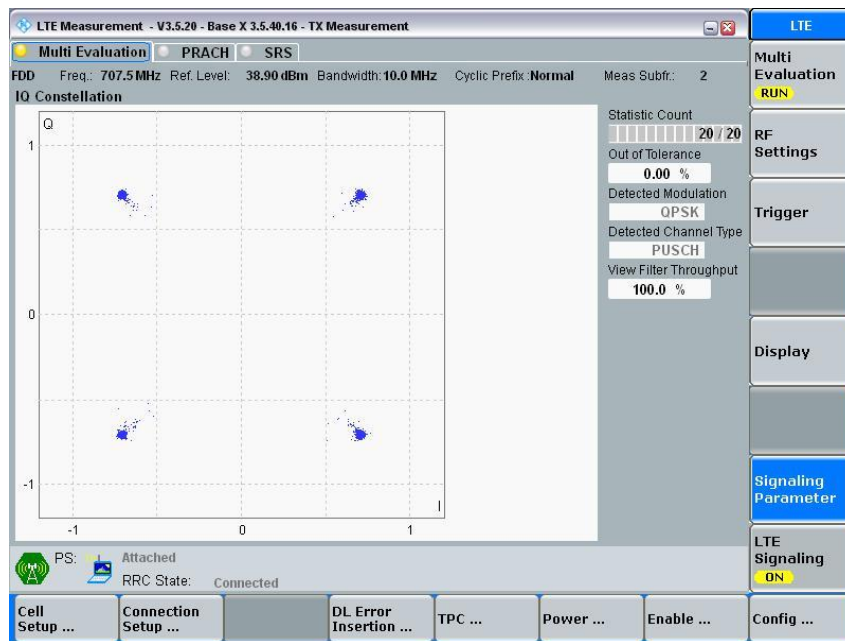 LTE Measurement - V3.5.20 - Base X 3.5.40.16 - TX Measurement
LTE
Multi Evaluation PRACH SRS
FDD Freq.: 707.5 MHz Ref. Level: 38.90 dBm Bandwidth: 10.0 MHz Cyclic Prefix : Normal Meas Subfr.: 2
IQ Constellation
Q
1
0
-1
I
-1 0 1
Statistic Count
20 / 20
Out of Tolerance
0.00 %
Detected Modulation
QPSK
Detected Channel Type
PUSCH
View Filter Throughput
100.0 %
Multi
Evaluation
RUN
RF
Settings
Trigger
Display
Signaling
Parameter
LTE
Signaling
ON
PS: Attached
RRC State: Connected
Cell
Setup ...
Connection
Setup ...
DL Error
Insertion ...
TPC ...
Power ...
Enable ...
Config ...